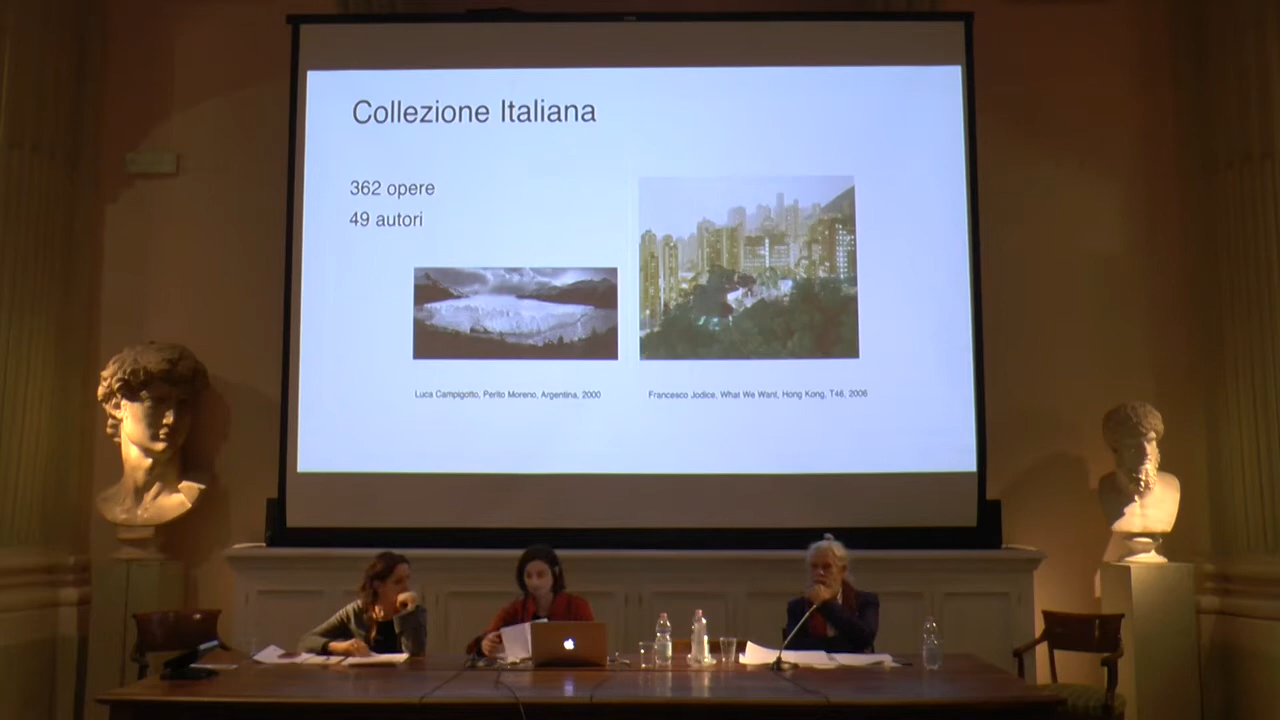 Collezione Italiana
362 opere
49 autori
Luca Campigotto, Perito Moreno, Argentina, 2000
Francesco Jodice, What We Want, Hong Kong, T46, 2006